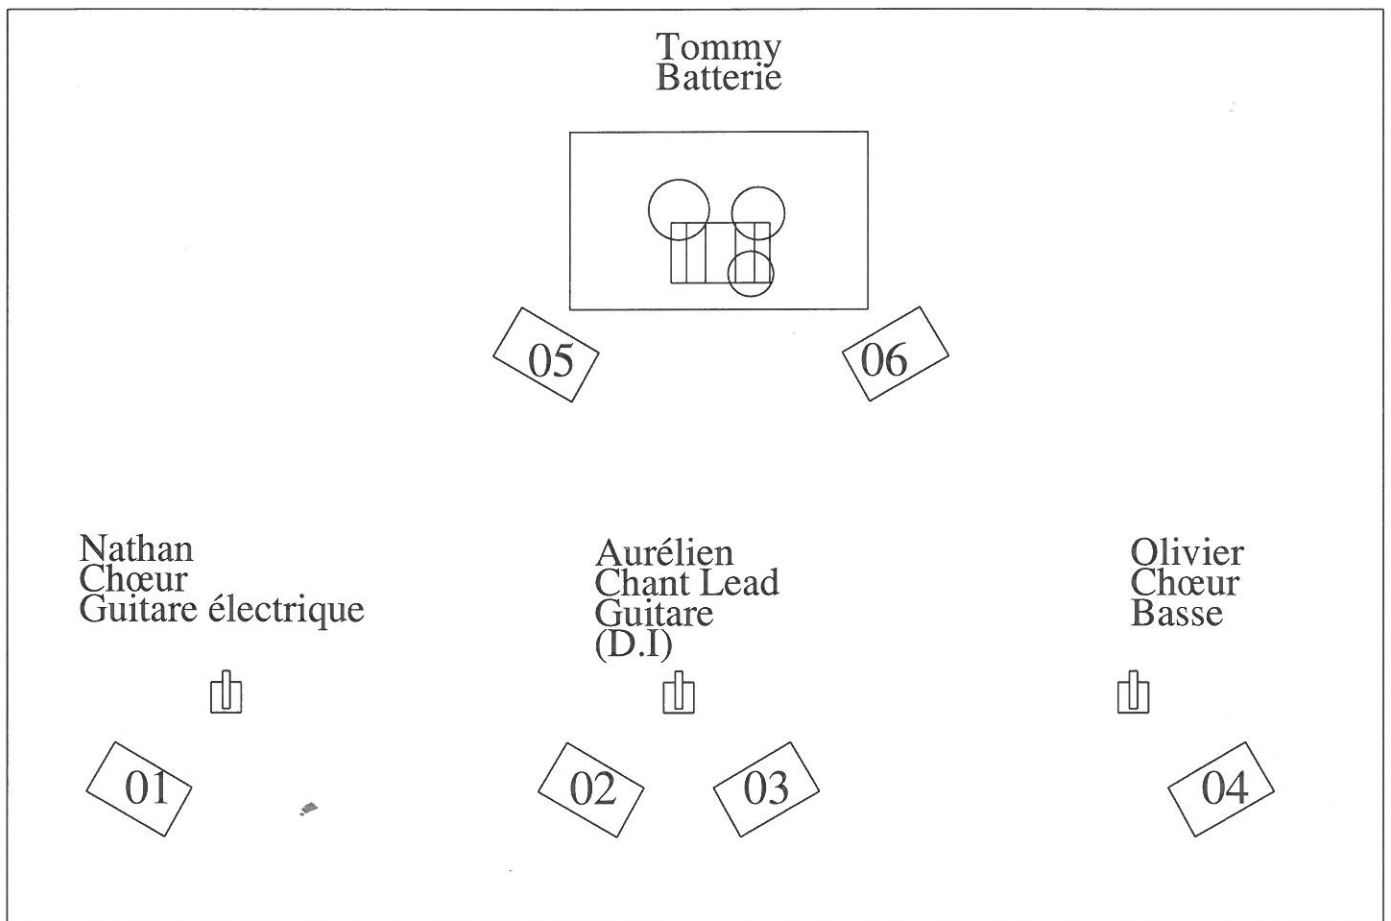 Tommy
Batterie
05
06
Nathan
Chœur
Guitare électrique
Aurélien
Chant Lead
Guitare
(D.I)
Olivier
Chœur
Basse
01
02
03
04